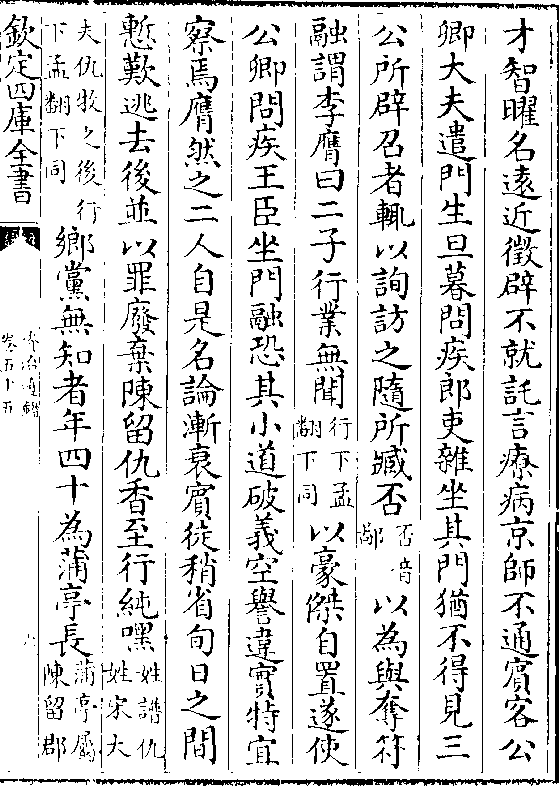 才智曜名遠近徵辟不就託言療病京師不通賓客公
卿大夫遣門生旦暮問疾郎吏雜坐其門猶不得見三
公所辟召者輒以詢訪之隨所臧否否音鄙以為與奪符
融謂李膺曰二子行業無聞行下孟翻下同以豪傑自置遂使
公卿問疾王臣坐門融恐其小道破義空譽違實特宜
察焉膺然之二人自是名論漸衰賓徒稍省旬日之間
慙歎逃去後並以罪廢棄陳留仇香至行純嘿姓譜仇姓宋大
夫仇牧之後行下孟翻下同鄉黨無知者年四十為蒲亭長蒲亭屬陳留郡
欽定四庫全書
資治通鑑
卷五十五